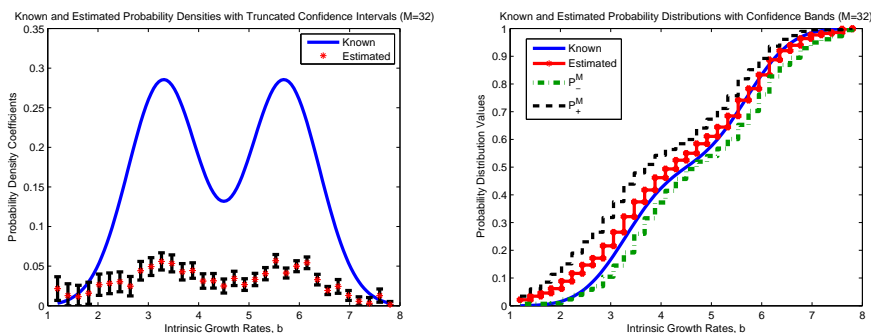 Known and Estimated Probability Densities with Truncated Confidence Intervals (M=32)
0.35
0.3
0.25
0.2
0.15
0.1
0.05
0
Probability Density Coefficients
Known
Estimated
1 2 3 4 5 6 7 8
Intrinsic Growth Rates, b
Known and Estimated Probability Distributions with Confidence Bands (M=32)
1
0.9
0.8
0.7
0.6
0.5
0.4
0.3
0.2
0.1
0
Probability Distribution Values
Known
Estimated
P_-^M
P_+^M
1 2 3 4 5 6 7 8
Intrinsic Growth Rates, b